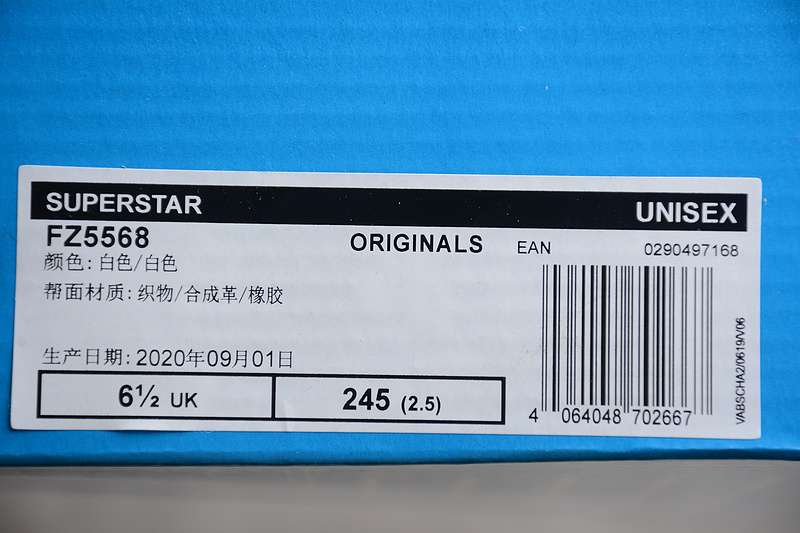 SUPERSTAR
UNISEX
FZ5568
ORIGINALS
EAN
0290497168
颜色: 白色/白色
帮面材质: 织物/合成革/橡胶
生产日期: 2020年09月01日
6½ UK
245 (2.5)
4 064048 702667
VABSCHA2/0619/V06